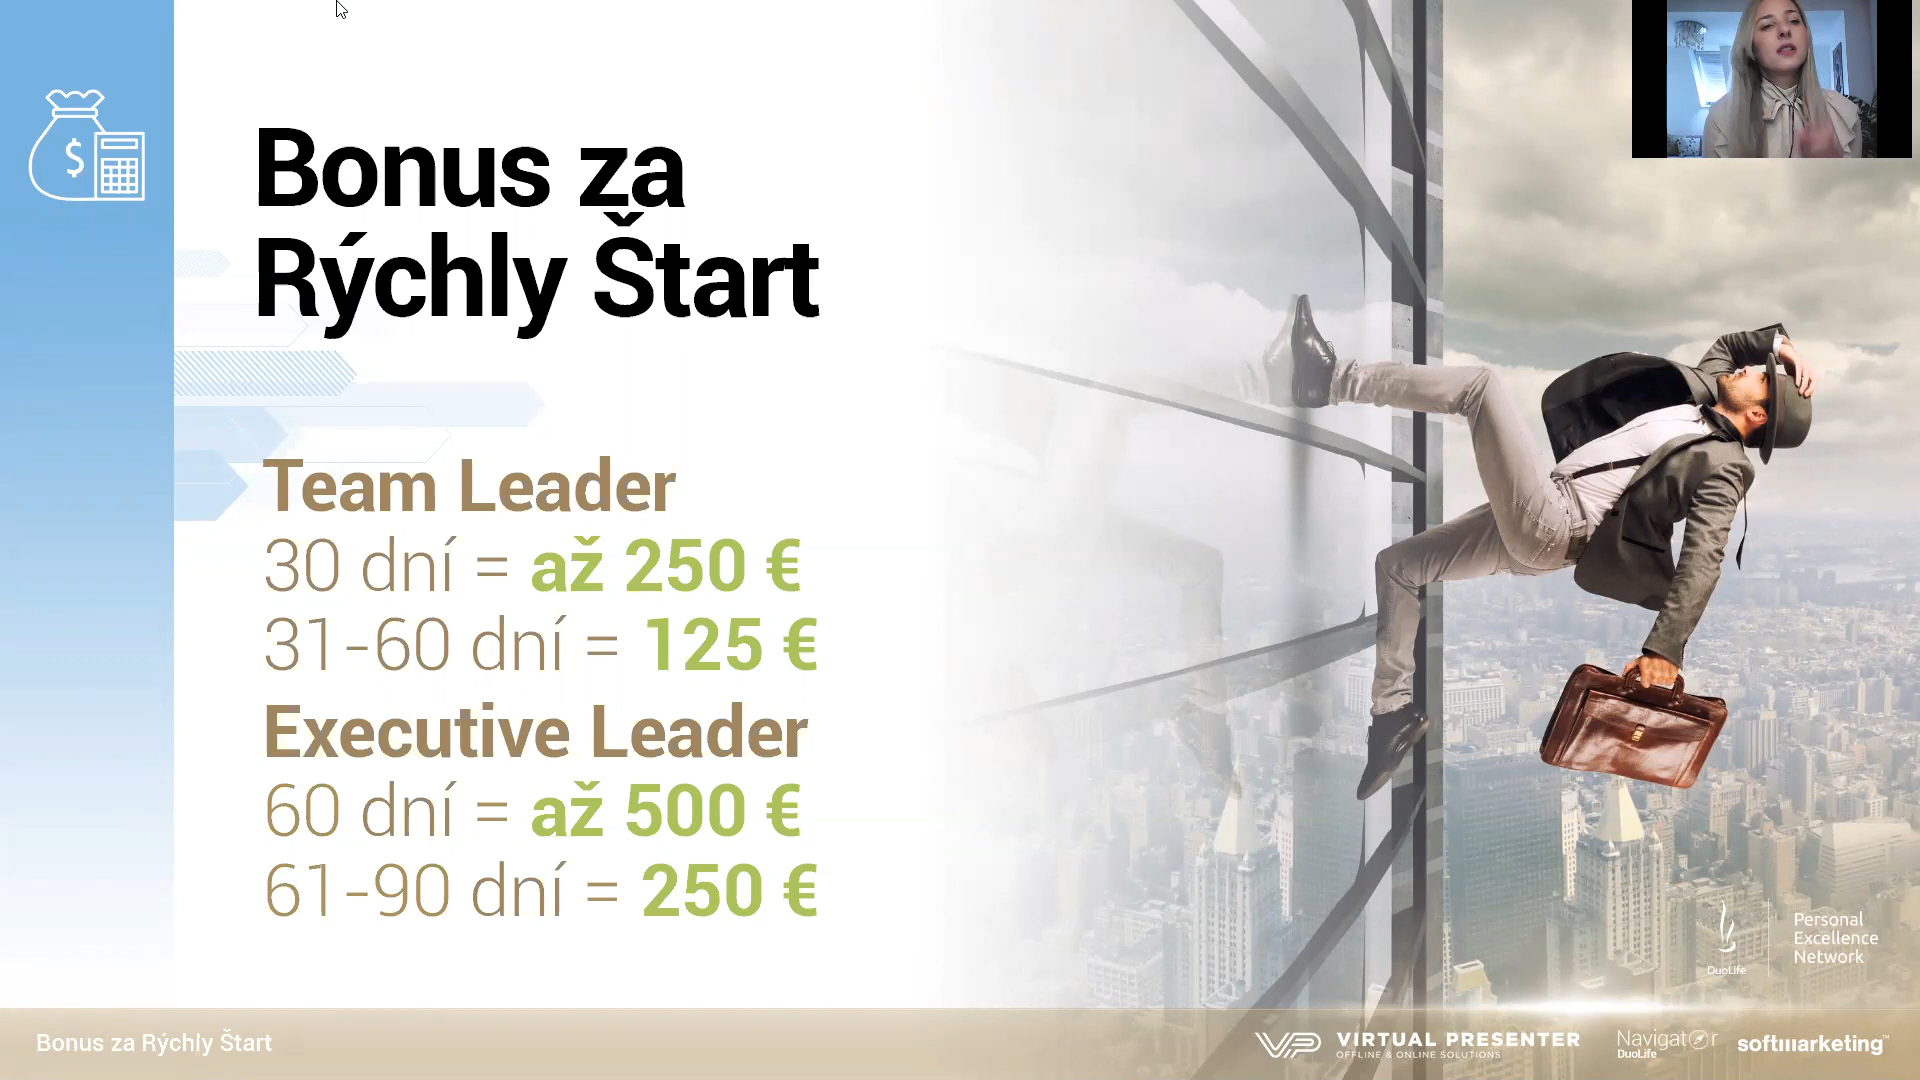 Bonus za
Rýchly Štart
Team Leader
30 dní = až 250 €
31-60 dní = 125 €
Executive Leader
60 dní = až 500 €
61-90 dní = 250 €
$
DuoLife
Personal
Excellence
Network
Bonus za Rýchly Štart
VP
VIRTUAL PRESENTER
OFFLINE & ONLINE SOLUTIONS
Navigator
DuoLife
softmarketing™